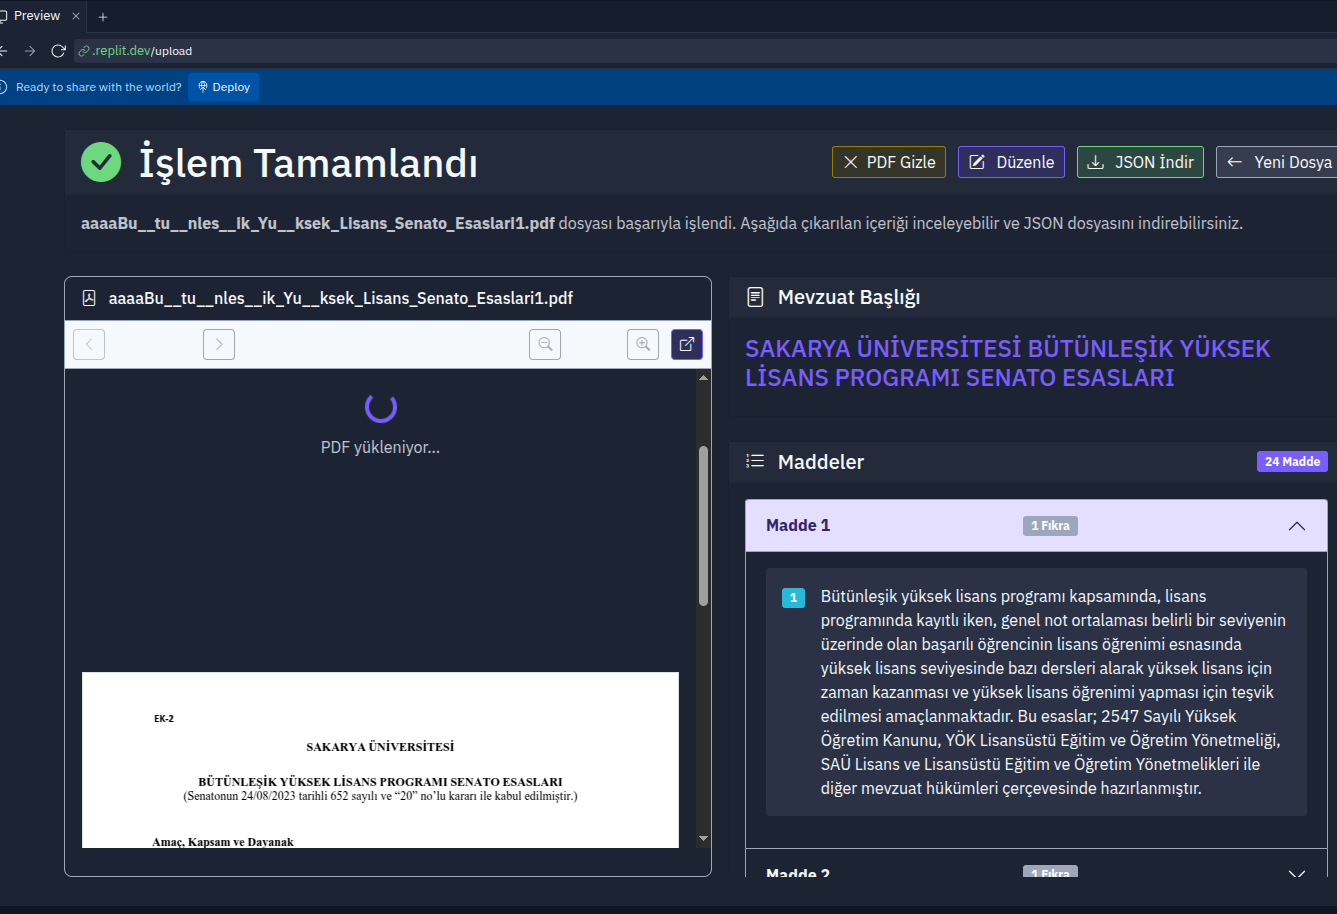 Preview
.replit.dev/upload
Ready to share with the world? Deploy
İşlem Tamamlandı
PDF Gizle
Düzenle
JSON İndir
Yeni Dosya
aaaaBu__tu__nles__ik_Yu__ksek_Lisans_Senato_Esaslari1.pdf dosyası başarıyla işlendi. Aşağıda çıkarılan içeriği inceleyebilir ve JSON dosyasını indirebilirsiniz.
aaaaBu__tu__nles__ik_Yu__ksek_Lisans_Senato_Esaslari1.pdf
PDF yükleniyor...
EK-2
SAKARYA ÜNİVERSİTESİ
BÜTÜNLEŞİK YÜKSEK LİSANS PROGRAMI SENATO ESASLARI
(Senatonun 24/08/2023 tarihli 652 sayılı ve “20” no’lu kararı ile kabul edilmiştir.)
Amaç, Kapsam ve Dayanak
Mevzuat Başlığı
SAKARYA ÜNİVERSİTESİ BÜTÜNLEŞİK YÜKSEK
LİSANS PROGRAMI SENATO ESASLARI
Maddeler
24 Madde
Madde 1
1 Fıkra
1
Bütünleşik yüksek lisans programı kapsamında, lisans
programında kayıtlı iken, genel not ortalaması belirli bir seviyenin
üzerinde olan başarılı öğrencinin lisans öğrenimi esnasında
yüksek lisans seviyesinde bazı dersleri alarak yüksek lisans için
zaman kazanması ve yüksek lisans öğrenimi yapması için teşvik
edilmesi amaçlanmaktadır. Bu esaslar; 2547 Sayılı Yüksek
Öğretim Kanunu, YÖK Lisansüstü Eğitim ve Öğretim Yönetmeliği,
SAÜ Lisans ve Lisansüstü Eğitim ve Öğretim Yönetmelikleri ile
diğer mevzuat hükümleri çerçevesinde hazırlanmıştır.
Madde 2
1 Fıkra